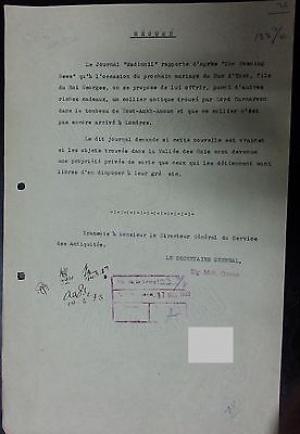 RÉSUMÉ
Le Journal "Radiomil" rapporte d'après "The Evening
News" qu'à l'occasion du prochain mariage du Duc d'York, fils
du Roi Georges, on se propose de lui offrir, parmi d'autres
riches cadeaux, un collier antique trouvé par Lord Carnarvon
dans le tombeau de Tout-Ankh-Amon et que ce collier n'est
pas encore arrivé à Londres.
Le dit journal demande si cette nouvelle est vraie et
si les objets trouvés dans la Vallée des Rois sont devenus
une propriété privée de sorte que ceux qui les détiennent sont
libres d'en disposer à leur gré
Transmis à Monsieur le Directeur Général du Service
des Antiquités.
LE SECRETAIRE GENERAL,